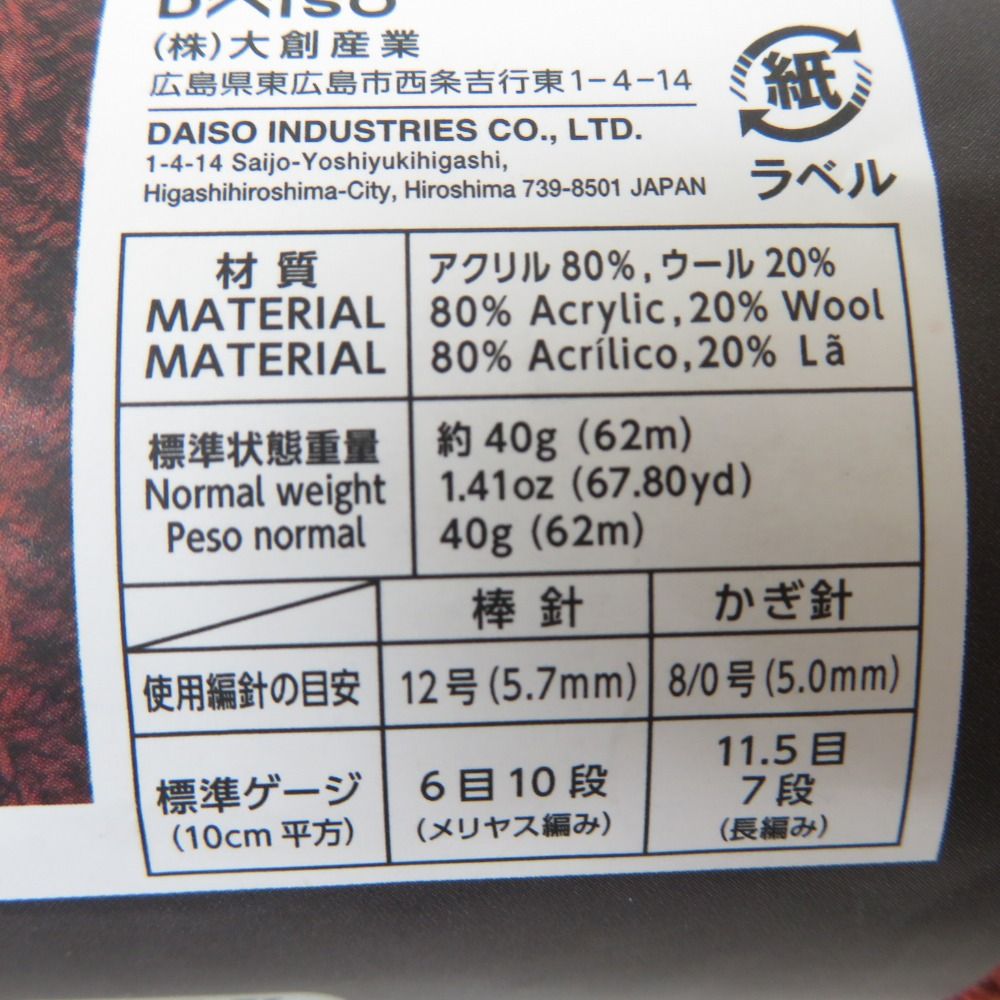 DAISO
(株)大創産業
広島県東広島市西条吉行東1-4-14
DAISO INDUSTRIES CO., LTD.
1-4-14 Saijo-Yoshiyukihigashi,
Higashihiroshima-City, Hiroshima 739-8501 JAPAN
紙
ラベル
材質 アクリル 80%, ウール 20%
MATERIAL 80% Acrylic, 20% Wool
MATERIAL 80% Acrílico, 20% Lã
標準状態重量 約 40g (62m)
Normal weight 1.41oz (67.80yd)
Peso normal 40g (62m)
棒針 かぎ針
使用編針の目安 12号(5.7mm) 8/0号(5.0mm)
標準ゲージ 6目10段 11.5目
7段
(10cm 平方) (メリヤス編み) (長編み)